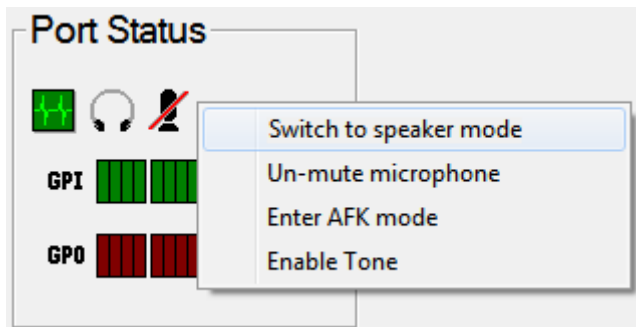 Port Status
Switch to speaker mode
Un-mute microphone
GPI
Enter AFK mode
GPO
Enable Tone